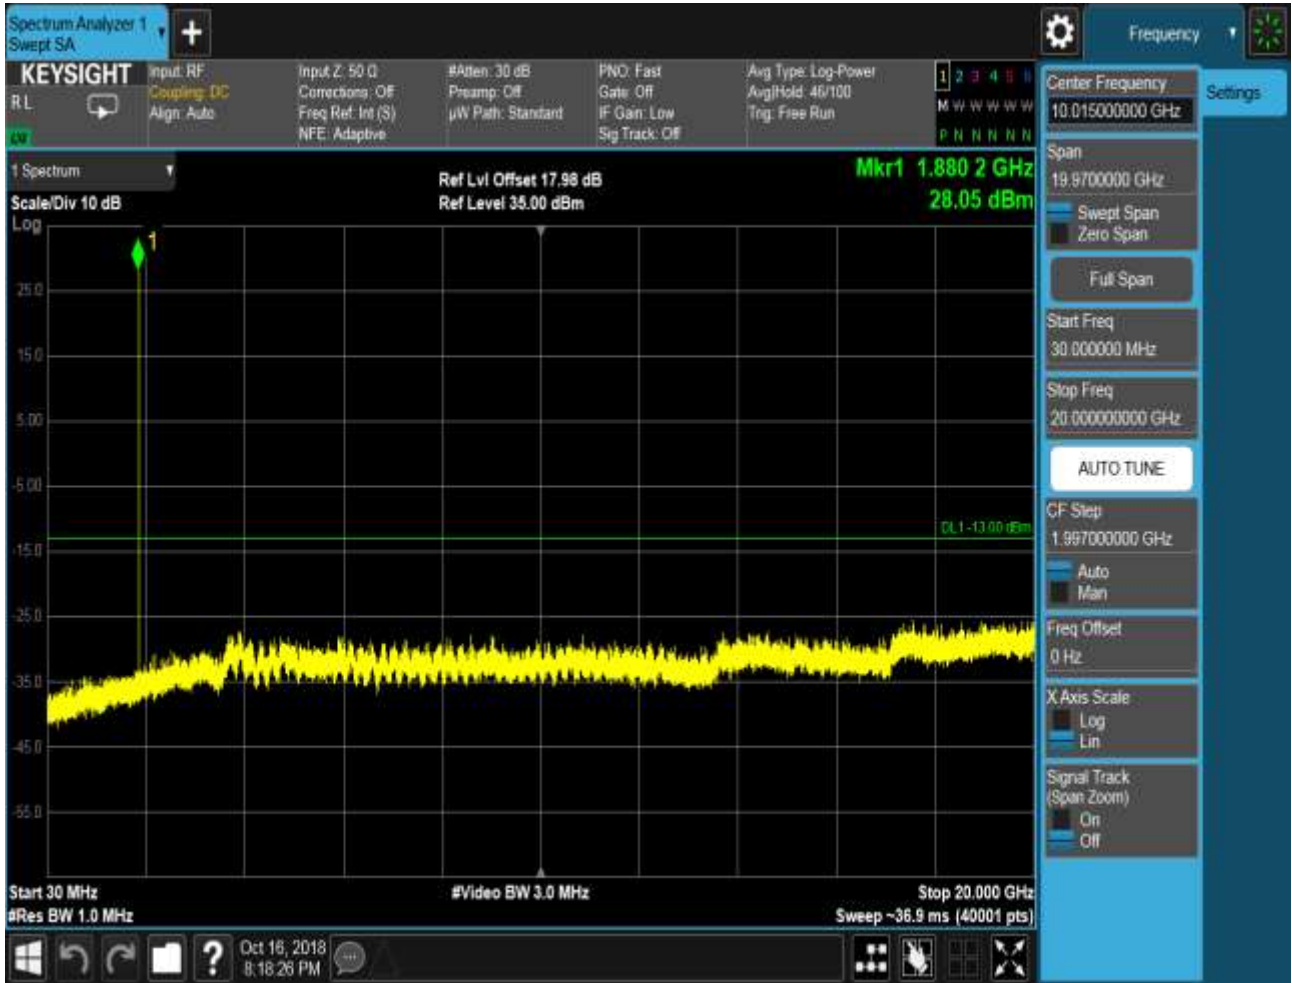 Spectrum Analyzer 1
Swept SA
Frequency
KEYSIGHT
RL
Input: RF
Coupling: DC
Align: Auto
Input Z: 50 Ω
Corrections: Off
Freq Ref: Int (S)
NFE: Adaptive
#Atten: 30 dB
Preamp: Off
µW Path: Standard
PNO: Fast
Gate: Off
IF Gain: Low
Sig Track: Off
Avg Type: Log-Power
Avg|Hold: 46/100
Trig: Free Run
1 2 3 4 5 6
M W W W W W
P N N N N N
1 Spectrum
Scale/Div 10 dB
Log
Ref Lvl Offset 17.98 dB
Ref Level 35.00 dBm
Mkr1 1.880 2 GHz
28.05 dBm
1
25.0
15.0
5.00
-5.00
-15.0
-25.0
-35.0
-45.0
-55.0
DL1 -13.00 dBm
Start 30 MHz
#Res BW 1.0 MHz
#Video BW 3.0 MHz
Stop 20.000 GHz
Sweep ~36.9 ms (40001 pts)
Center Frequency
10.015000000 GHz
Settings
Span
19.9700000 GHz
Swept Span
Zero Span
Full Span
Start Freq
30.000000 MHz
Stop Freq
20.000000000 GHz
AUTO TUNE
CF Step
1.997000000 GHz
Auto
Man
Freq Offset
0 Hz
X Axis Scale
Log
Lin
Signal Track
(Span Zoom)
On
Off
?
Oct 16, 2018
8:18:26 PM